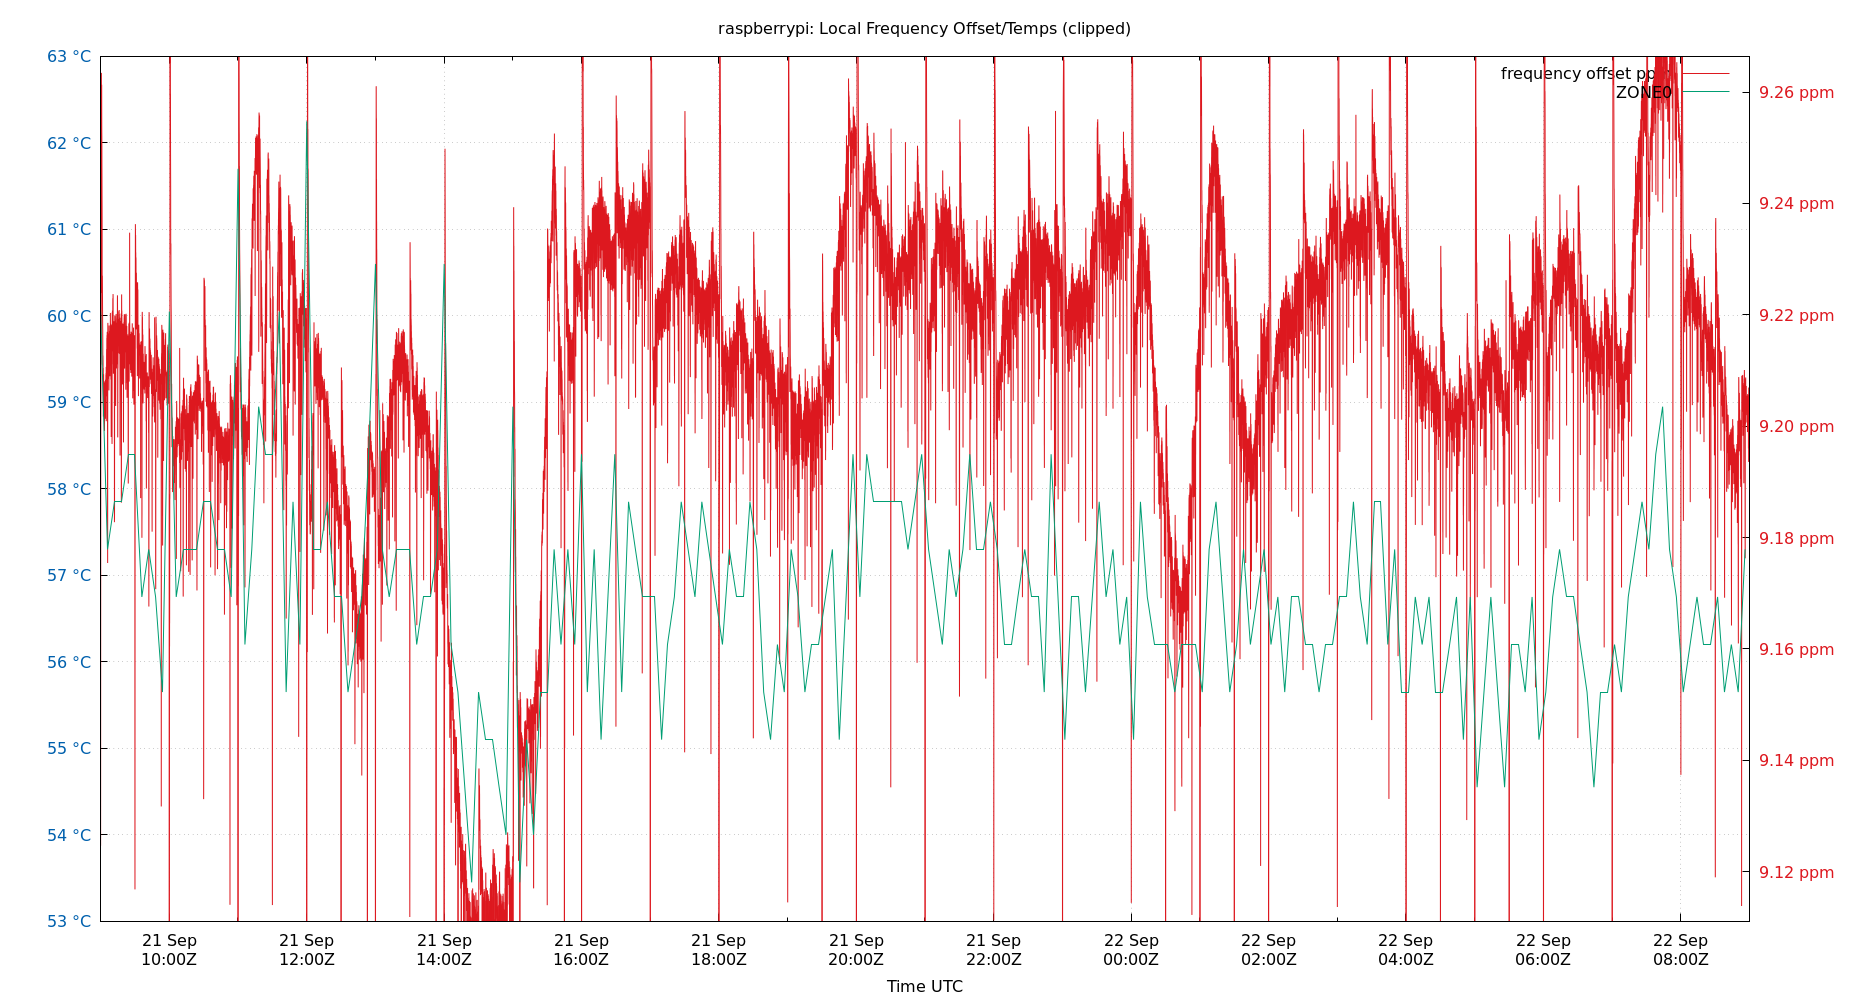 raspberrypi: Local Frequency Offset/Temps (clipped)
frequency offset ppm
ZONE0
63 °C
62 °C
61 °C
60 °C
59 °C
58 °C
57 °C
56 °C
55 °C
54 °C
53 °C
9.26 ppm
9.24 ppm
9.22 ppm
9.20 ppm
9.18 ppm
9.16 ppm
9.14 ppm
9.12 ppm
21 Sep 21 Sep 21 Sep 21 Sep 21 Sep 21 Sep 21 Sep 22 Sep 22 Sep 22 Sep 22 Sep 22 Sep
10:00Z 12:00Z 14:00Z 16:00Z 18:00Z 20:00Z 22:00Z 00:00Z 02:00Z 04:00Z 06:00Z 08:00Z
Time UTC